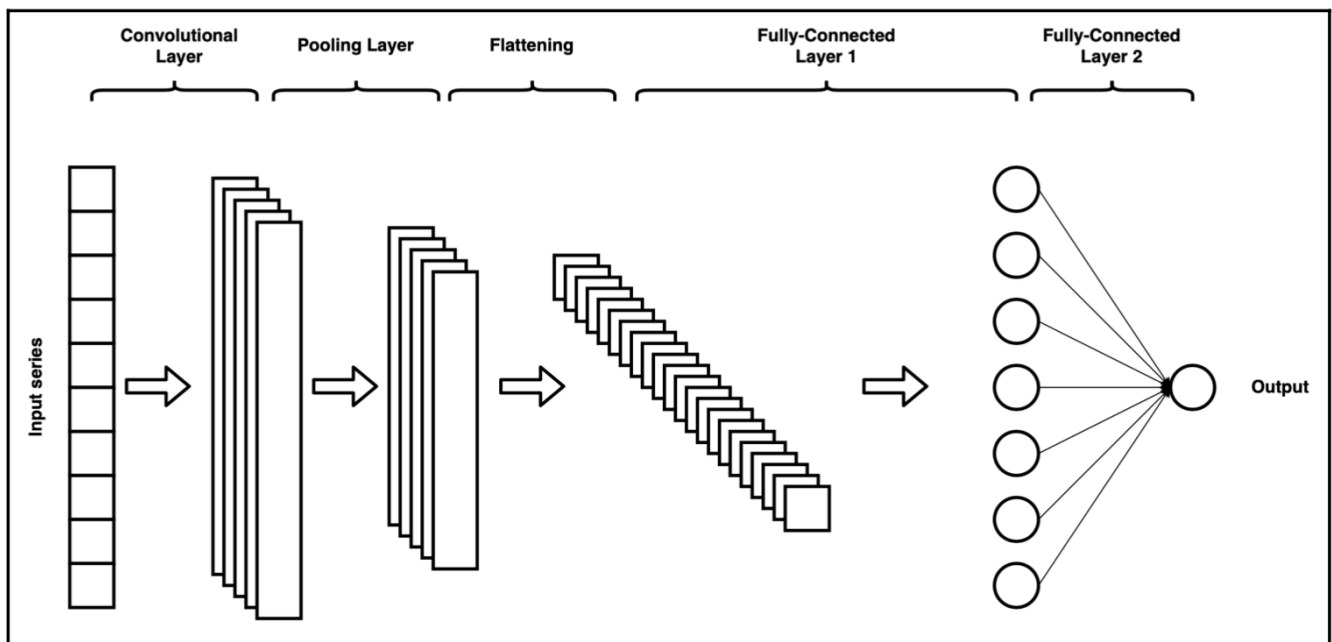 Convolutional
Layer
Pooling Layer
Flattening
Fully-Connected
Layer 1
Fully-Connected
Layer 2
Input series
Output